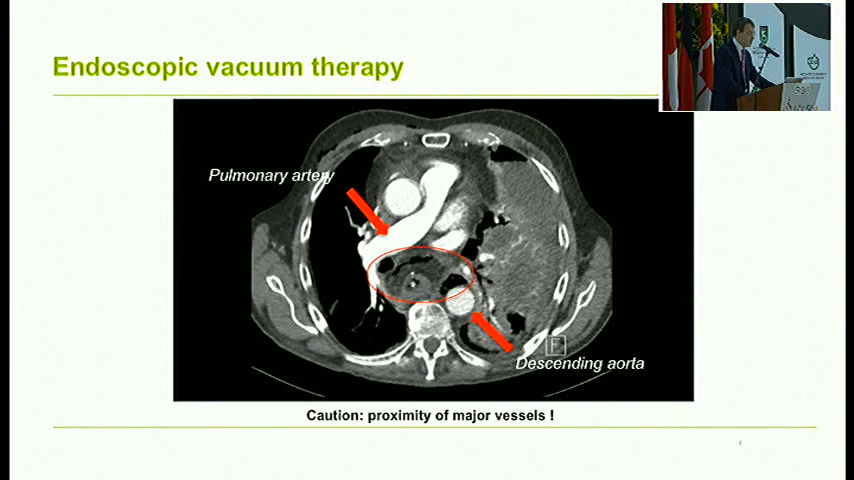 Endoscopic vacuum therapy
Pulmonary artery
F
Descending aorta
Caution: proximity of major vessels !